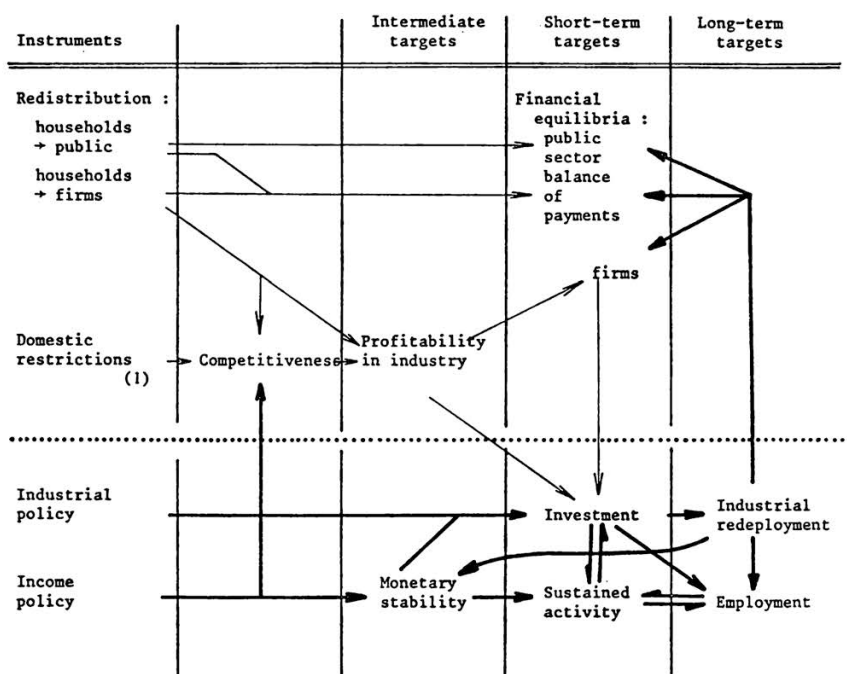 Instruments
Intermediate targets
Short-term targets
Long-term targets
Redistribution :
households
→ public
households
→ firms
Financial
equilibria :
public
sector
balance
of
payments
firms
Domestic
restrictions
(1)
Competitiveness
Profitability
in industry
Industrial
policy
Investment
Industrial
redeployment
Income
policy
Monetary
stability
Sustained
activity
Employment